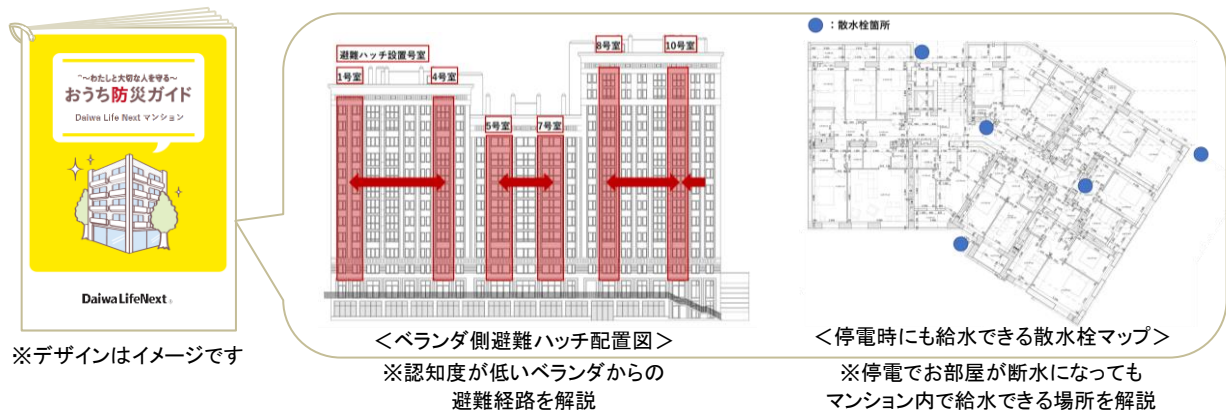 ～わたしと大切な人を守る～
おうち防災ガイド
Daiwa Life Next マンション
Daiwa LifeNext®
※デザインはイメージです
避難ハッチ設置号室
1号室
4号室
5号室
7号室
8号室
10号室
＜ベランダ側避難ハッチ配置図＞
※認知度が低いベランダからの
避難経路を解説
：散水栓箇所
＜停電時にも給水できる散水栓マップ＞
※停電でお部屋が断水になっても
マンション内で給水できる場所を解説